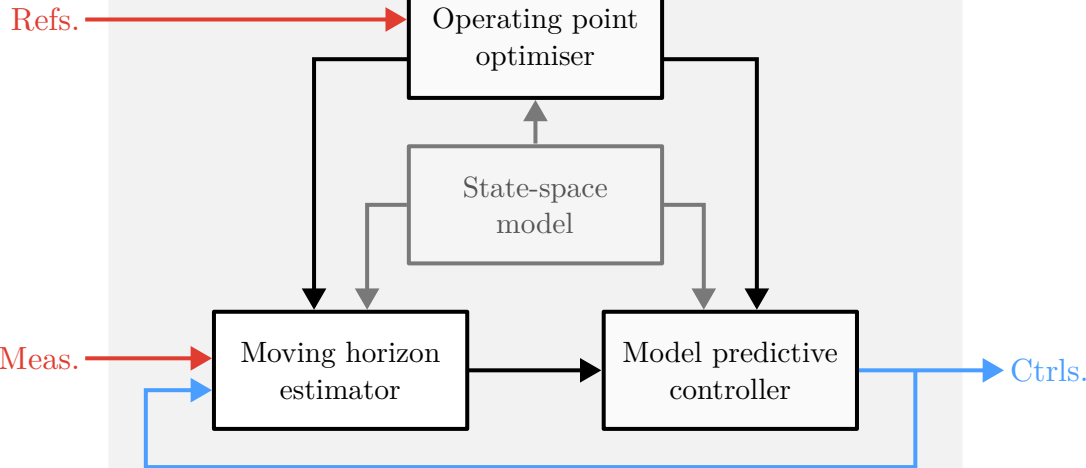 Refs.
Operating point
optimiser
State-space
model
Meas.
Moving horizon
estimator
Model predictive
controller
Ctrls.